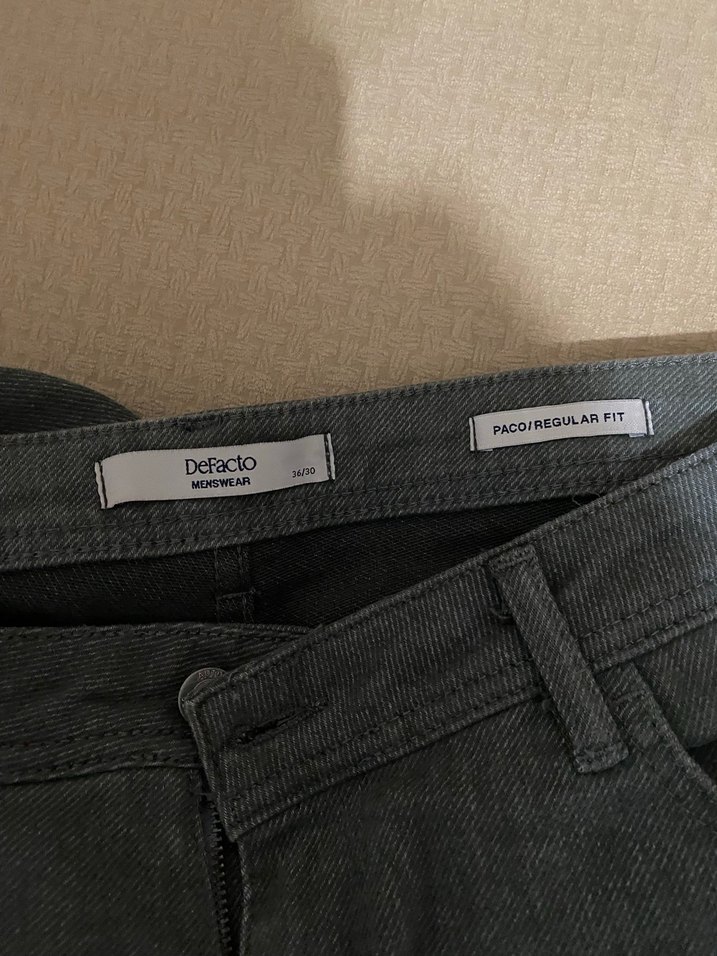 DeFacto
MENSWEAR
36/30
PACO/REGULAR FIT